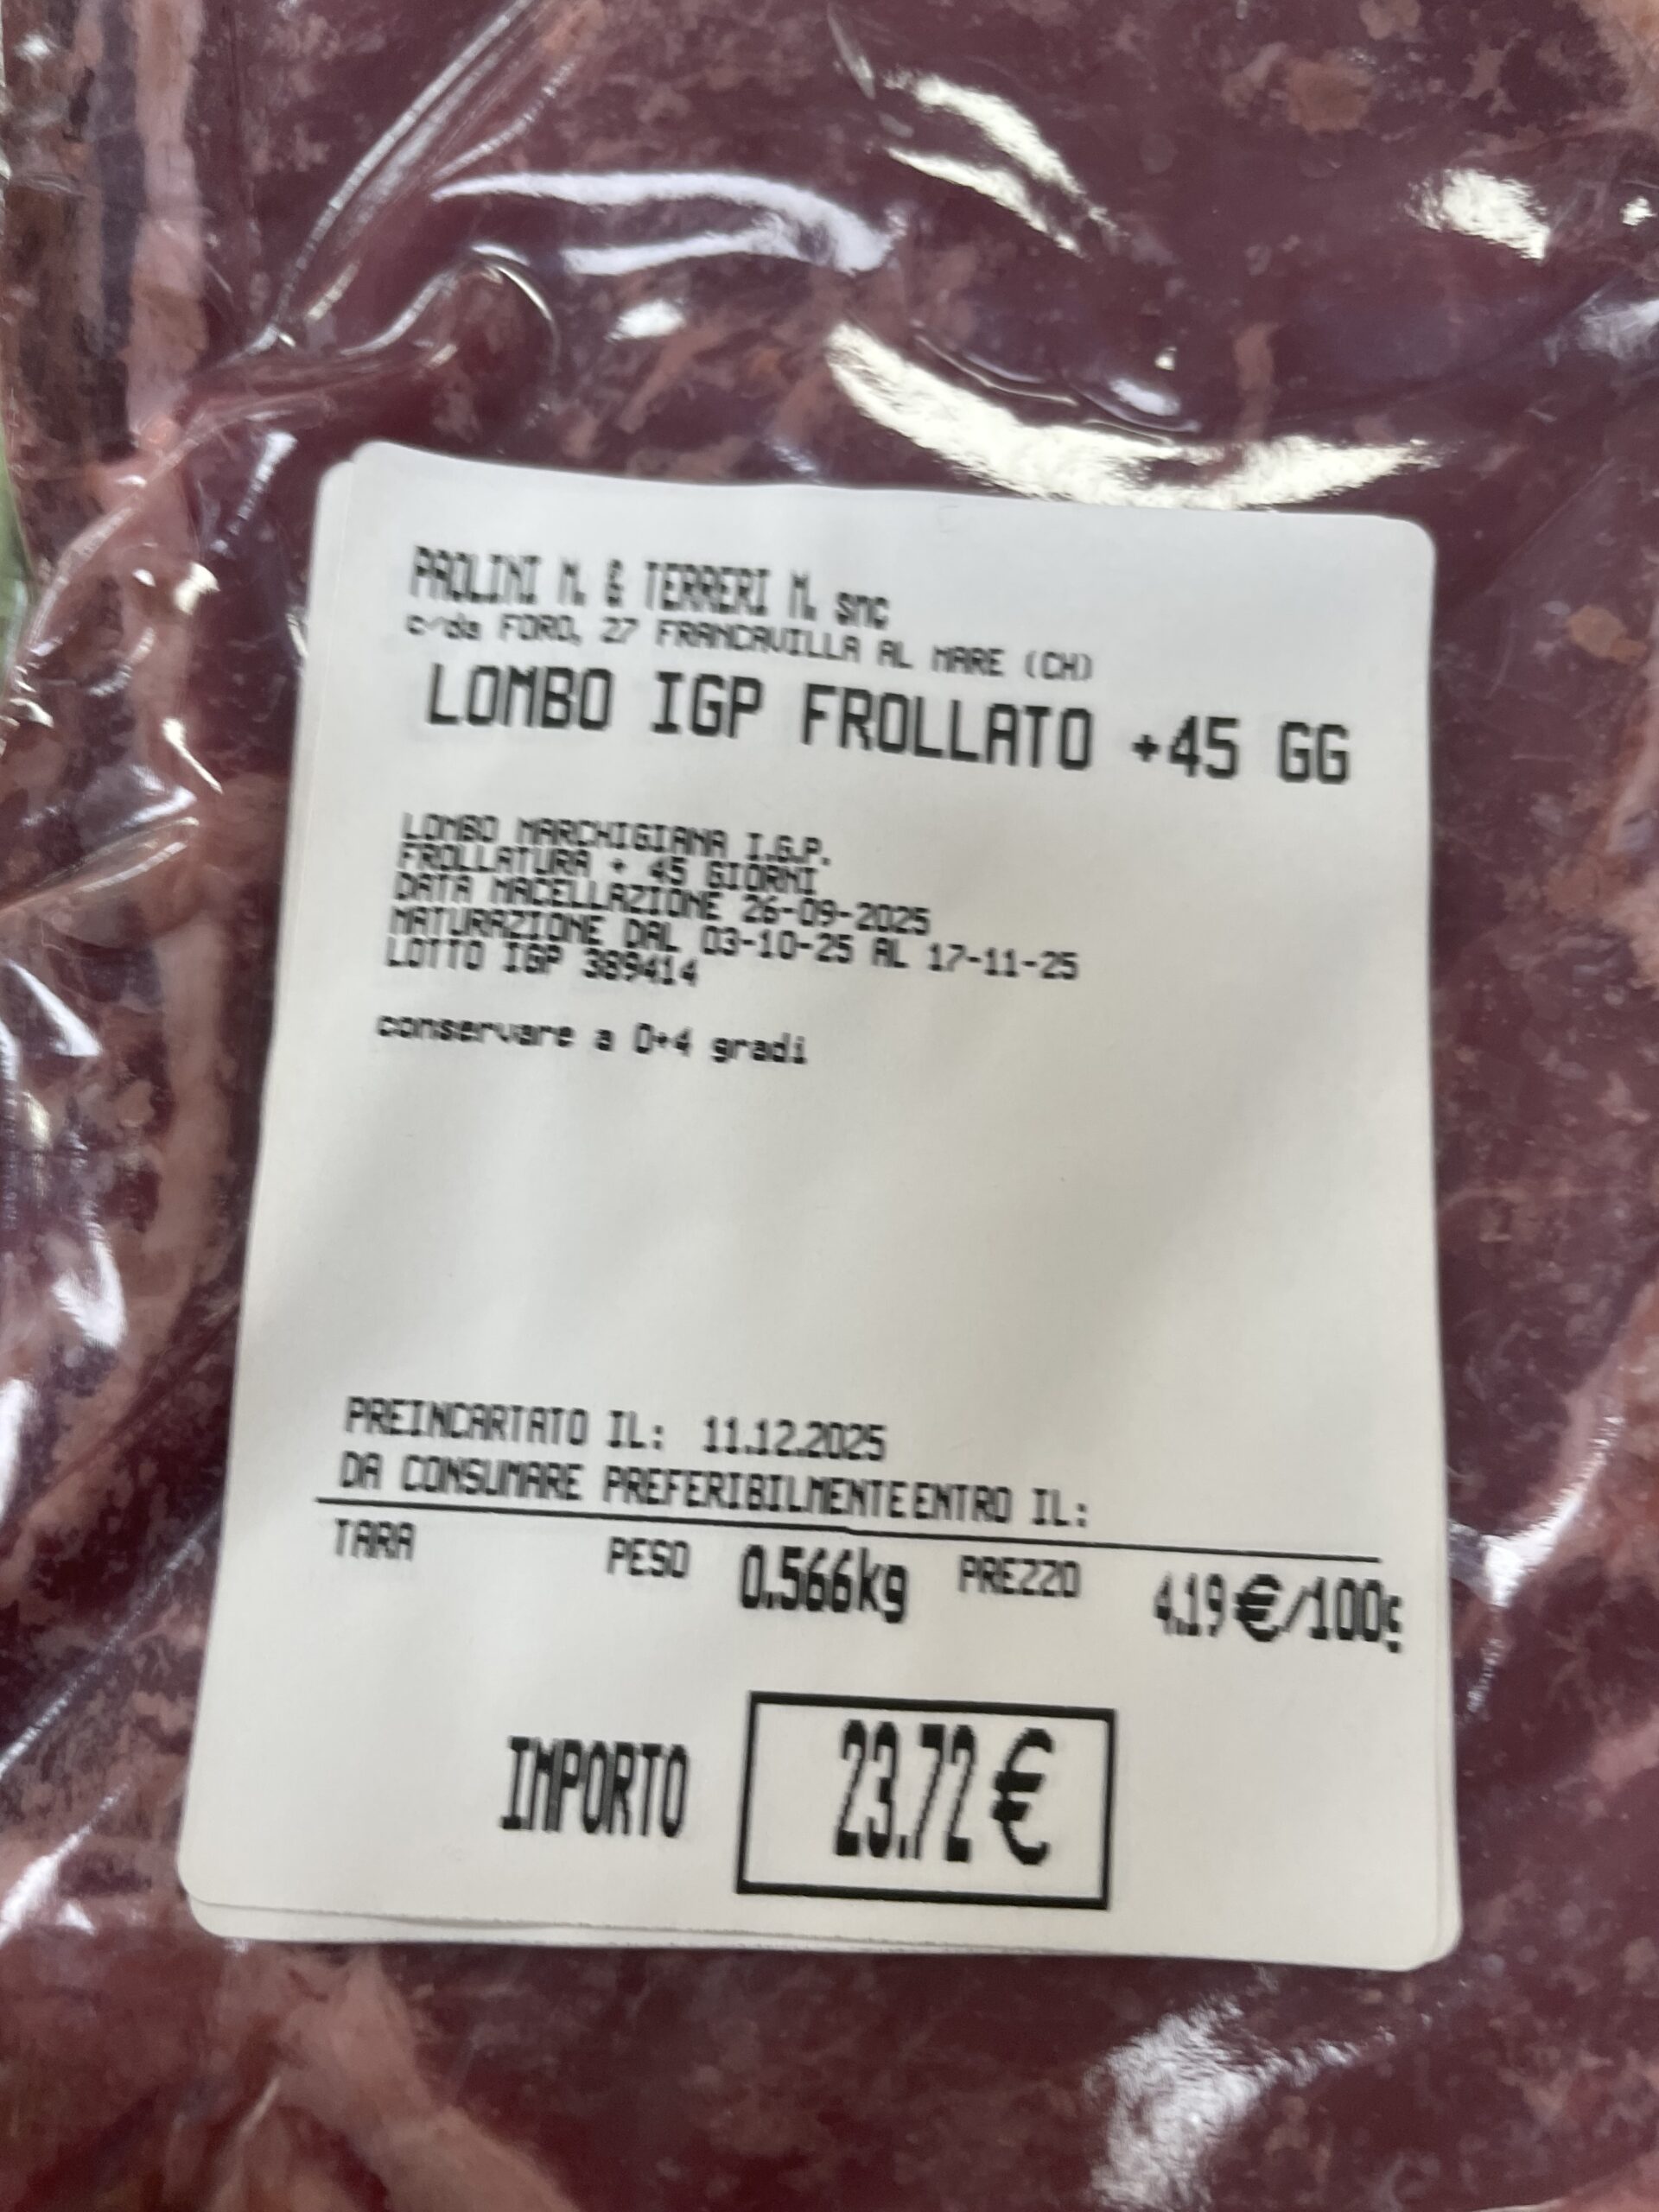 PAOLINI M. & TERRERI M. snc
c/da FORO, 27 FRANCAVILLA AL MARE (CH)
LOMBO IGP FROLLATO +45 GG
LOMBO MARCHIGIANA I.G.P.
FROLLATURA + 45 GIORNI
DATA MACELLAZIONE 26-09-2025
MATURAZIONE DAL 03-10-25 AL 17-11-25
LOTTO IGP 389414
conservare a 0+4 gradi
PREINCARTATO IL: 11.12.2025
DA CONSUMARE PREFERIBILMENTE ENTRO IL:
TARA PESO 0.566kg PREZZO 4.19 €/100g
IMPORTO 23.72 €